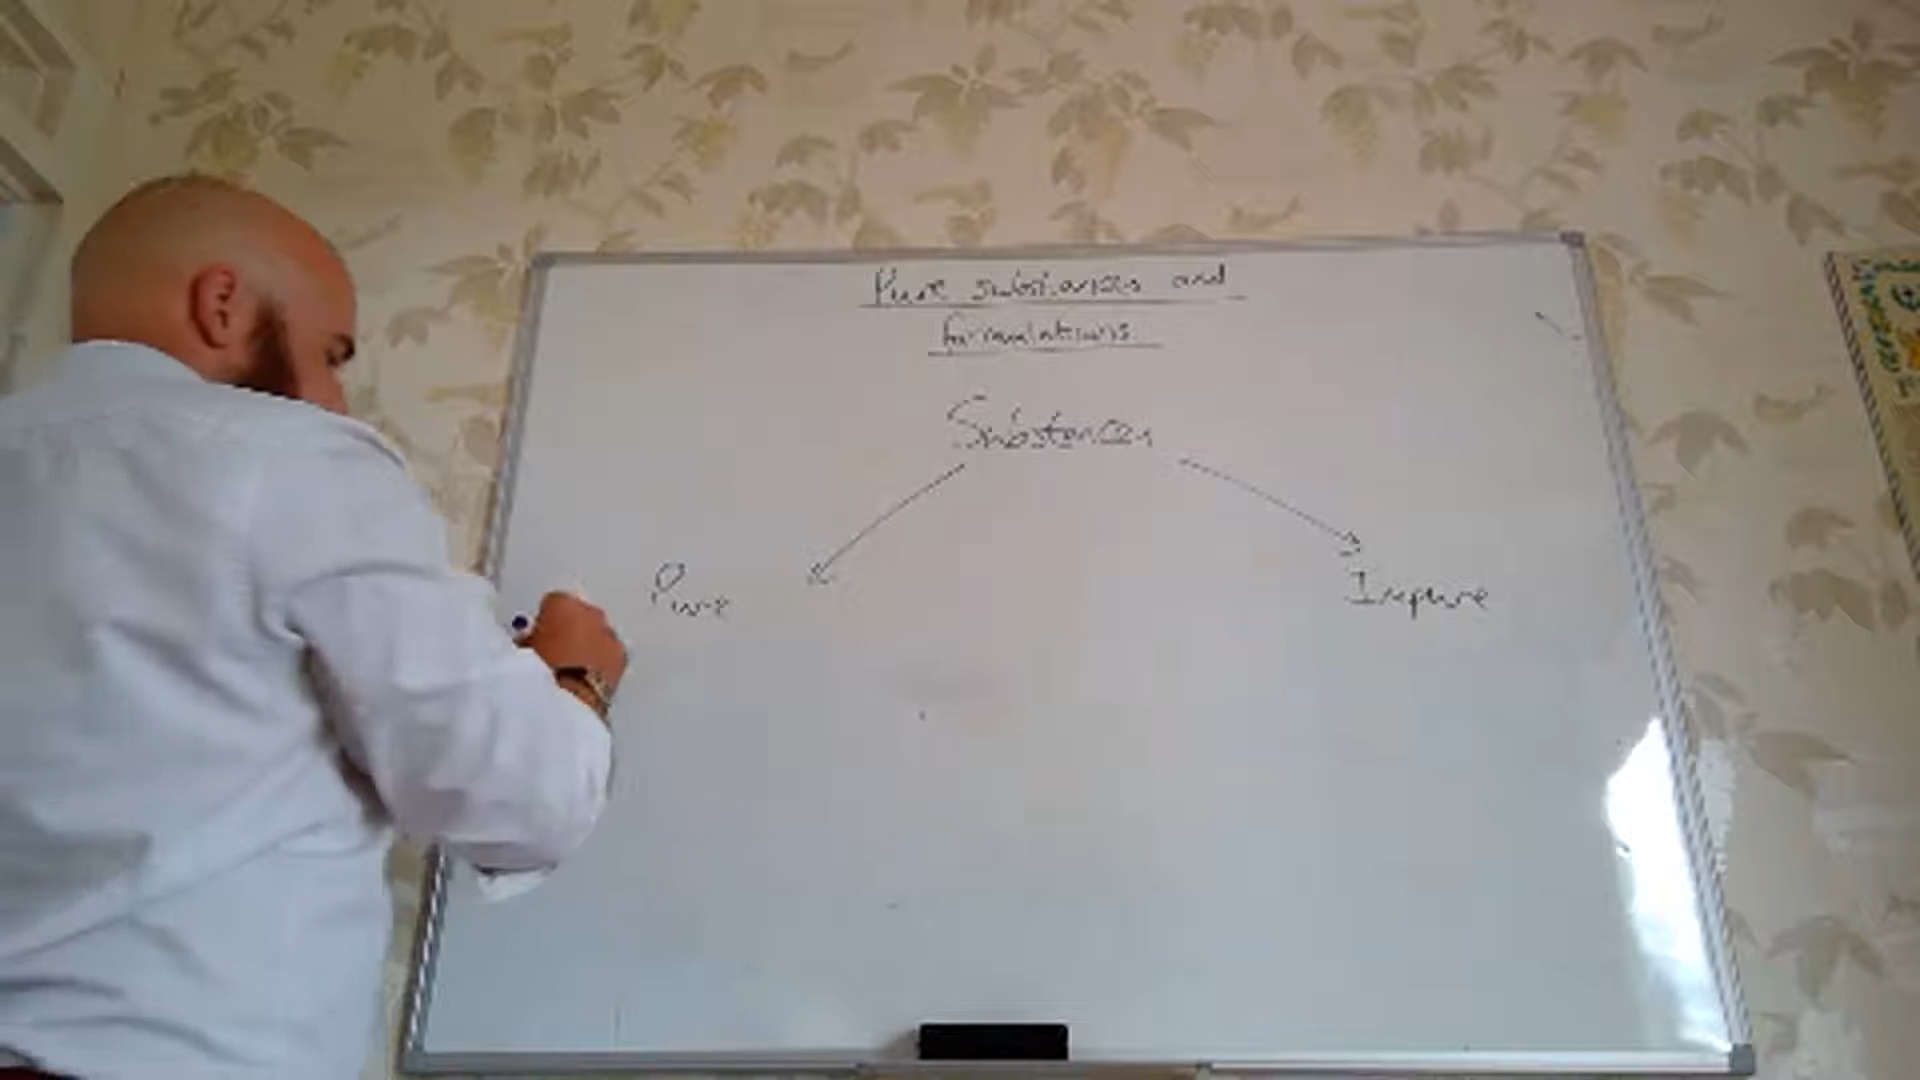 Pure substances and
formulations
Substances
Pure
Impure